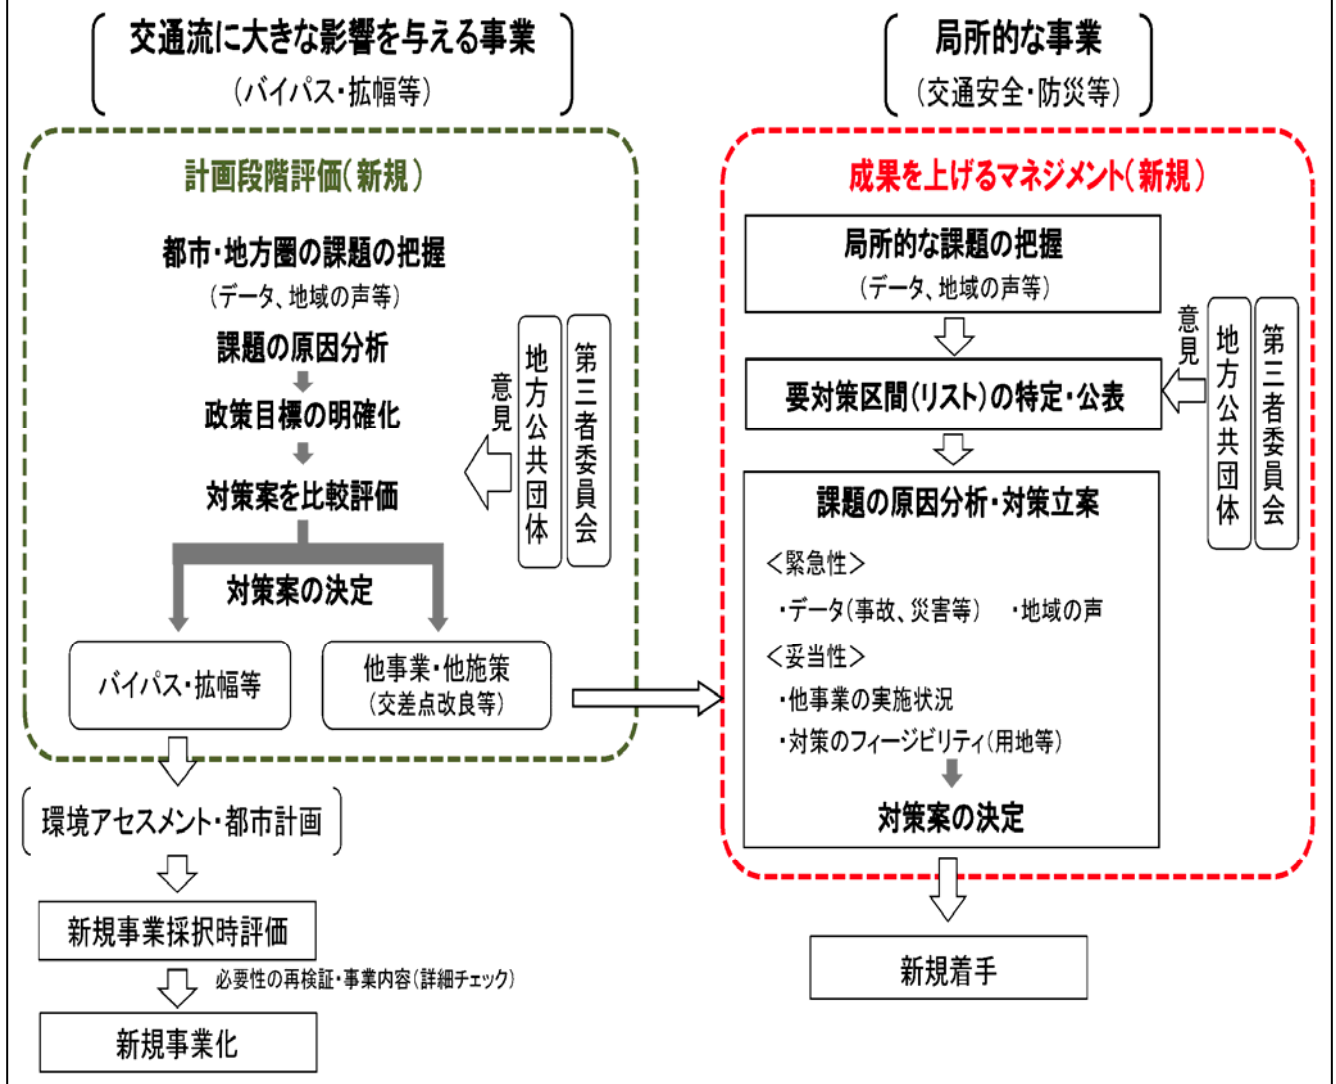 交通流に大きな影響を与える事業
(バイパス・拡幅等)
計画段階評価(新規)
都市・地方圏の課題の把握
(データ、地域の声等)
課題の原因分析
政策目標の明確化
対策案を比較評価
意見
地方公共団体
第三者委員会
対策案の決定
バイパス・拡幅等
他事業・他施策
(交差点改良等)
環境アセスメント・都市計画
新規事業採択時評価
必要性の再検証・事業内容(詳細チェック)
新規事業化
局所的な事業
(交通安全・防災等)
成果を上げるマネジメント(新規)
局所的な課題の把握
(データ、地域の声等)
要対策区間(リスト)の特定・公表
意見
地方公共団体
第三者委員会
課題の原因分析・対策立案
<緊急性>
・データ(事故、災害等) ・地域の声
<妥当性>
・他事業の実施状況
・対策のフィージビリティ(用地等)
対策案の決定
新規着手